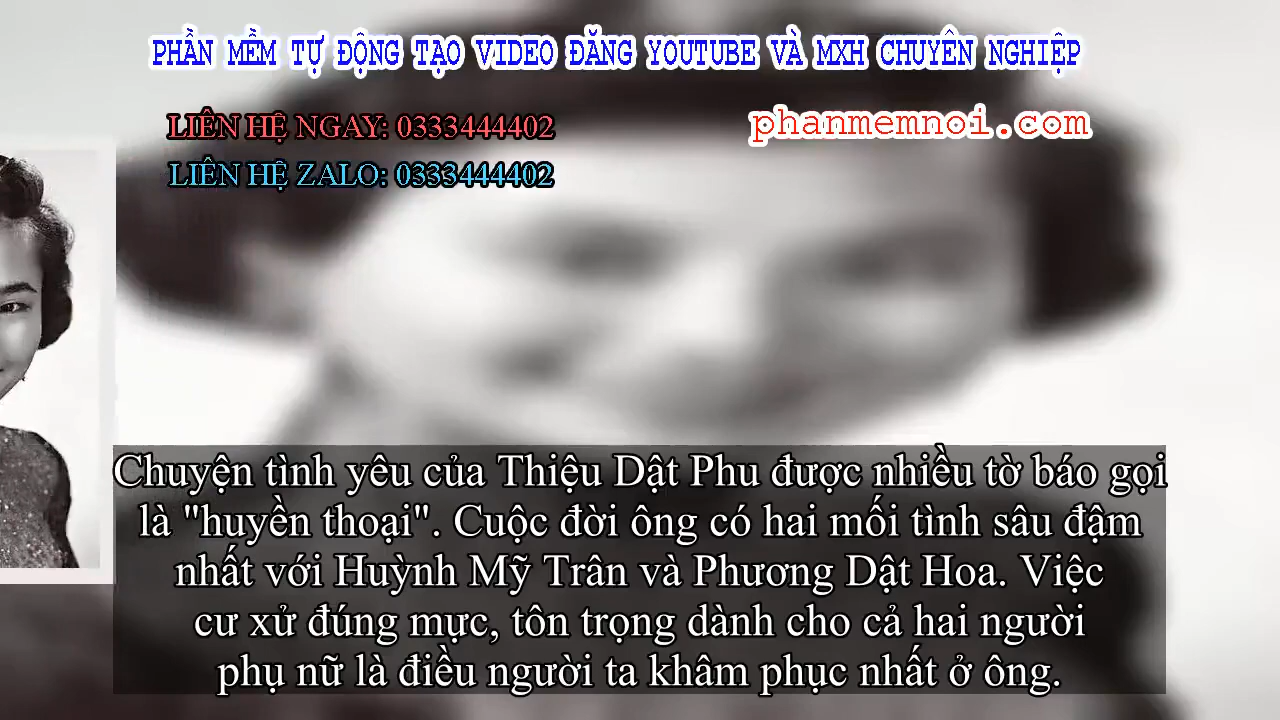 PHẦN MỀM TỰ ĐỘNG TẠO VIDEO ĐĂNG YOUTUBE VÀ MXH CHUYÊN NGHIỆP
LIÊN HỆ NGAY: 0333444402
phanmemnoi.com
LIÊN HỆ ZALO: 0333444402
Chuyện tình yêu của Thiệu Dật Phu được nhiều tờ báo gọi
là "huyền thoại". Cuộc đời ông có hai mối tình sâu đậm
nhất với Huỳnh Mỹ Trân và Phương Dật Hoa. Việc
cư xử đúng mực, tôn trọng dành cho cả hai người
phụ nữ là điều người ta khâm phục nhất ở ông.